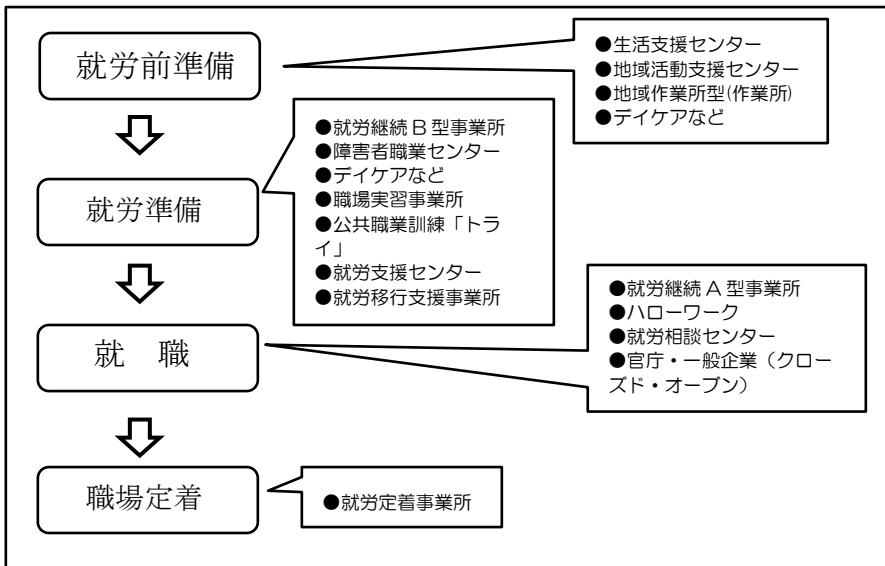 就労前準備
●生活支援センター
●地域活動支援センター
●地域作業所型(作業所)
●デイケアなど
就労準備
●就労継続B型事業所
●障害者職業センター
●デイケアなど
●職場実習事業所
●公共職業訓練「トラ
イ」
●就労支援センター
●就労移行支援事業所
就　職
●就労継続A型事業所
●ハローワーク
●就労相談センター
●官庁・一般企業（クロー
ズド・オープン）
職場定着
●就労定着事業所